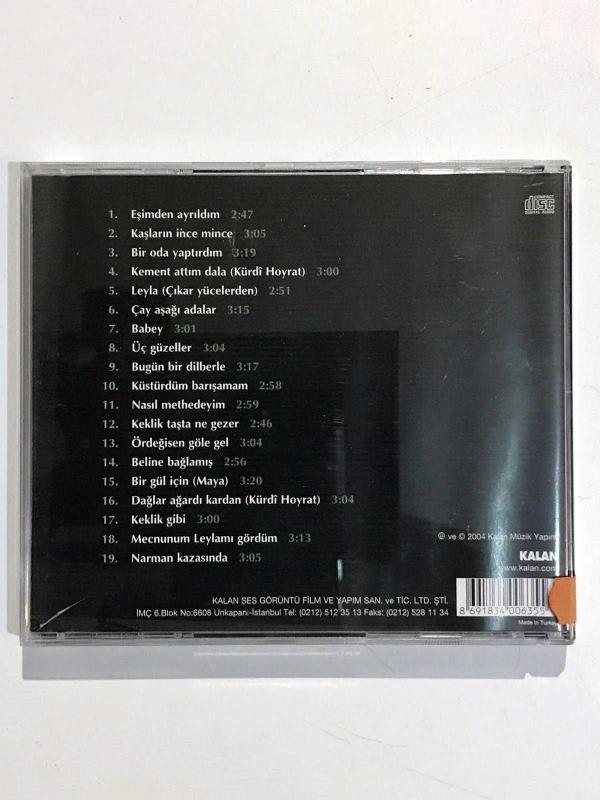 COMPACT
disc
DIGITAL AUDIO
1. Eşimden ayrıldım 2:47
2. Kaşların ince mince 3:05
3. Bir oda yaptırdım 3:19
4. Kement attım dala (Kürdî Hoyrat) 3:00
5. Leyla (Çıkar yücelerden) 2:51
6. Çay aşağı adalar 3:15
7. Babey 3:01
8. Üç güzeller 3:04
9. Bugün bir dilberle 3:17
10. Küstürdüm barışamam 2:58
11. Nasıl methedeyim 2:59
12. Keklik taşta ne gezer 2:46
13. Ördeğisen göle gel 3:04
14. Beline bağlamış 2:56
15. Bir gül için (Maya) 3:20
16. Dağlar ağardı kardan (Kürdî Hoyrat) 3:04
17. Keklik gibi 3:00
18. Mecnunum Leylamı gördüm 3:13
19. Narman kazasında 3:05
℗ ve © 2004 Kalan Müzik Yapım
KALAN
www.kalan.com
KALAN SES GÖRÜNTÜ FİLM VE YAPIM SAN. ve TİC. LTD. ŞTİ.
İMÇ 6.Blok No:6608 Unkapanı-İstanbul Tel: (0212) 512 35 13 Faks: (0212) 528 11 34
8 691834 006355
Made in Turkey